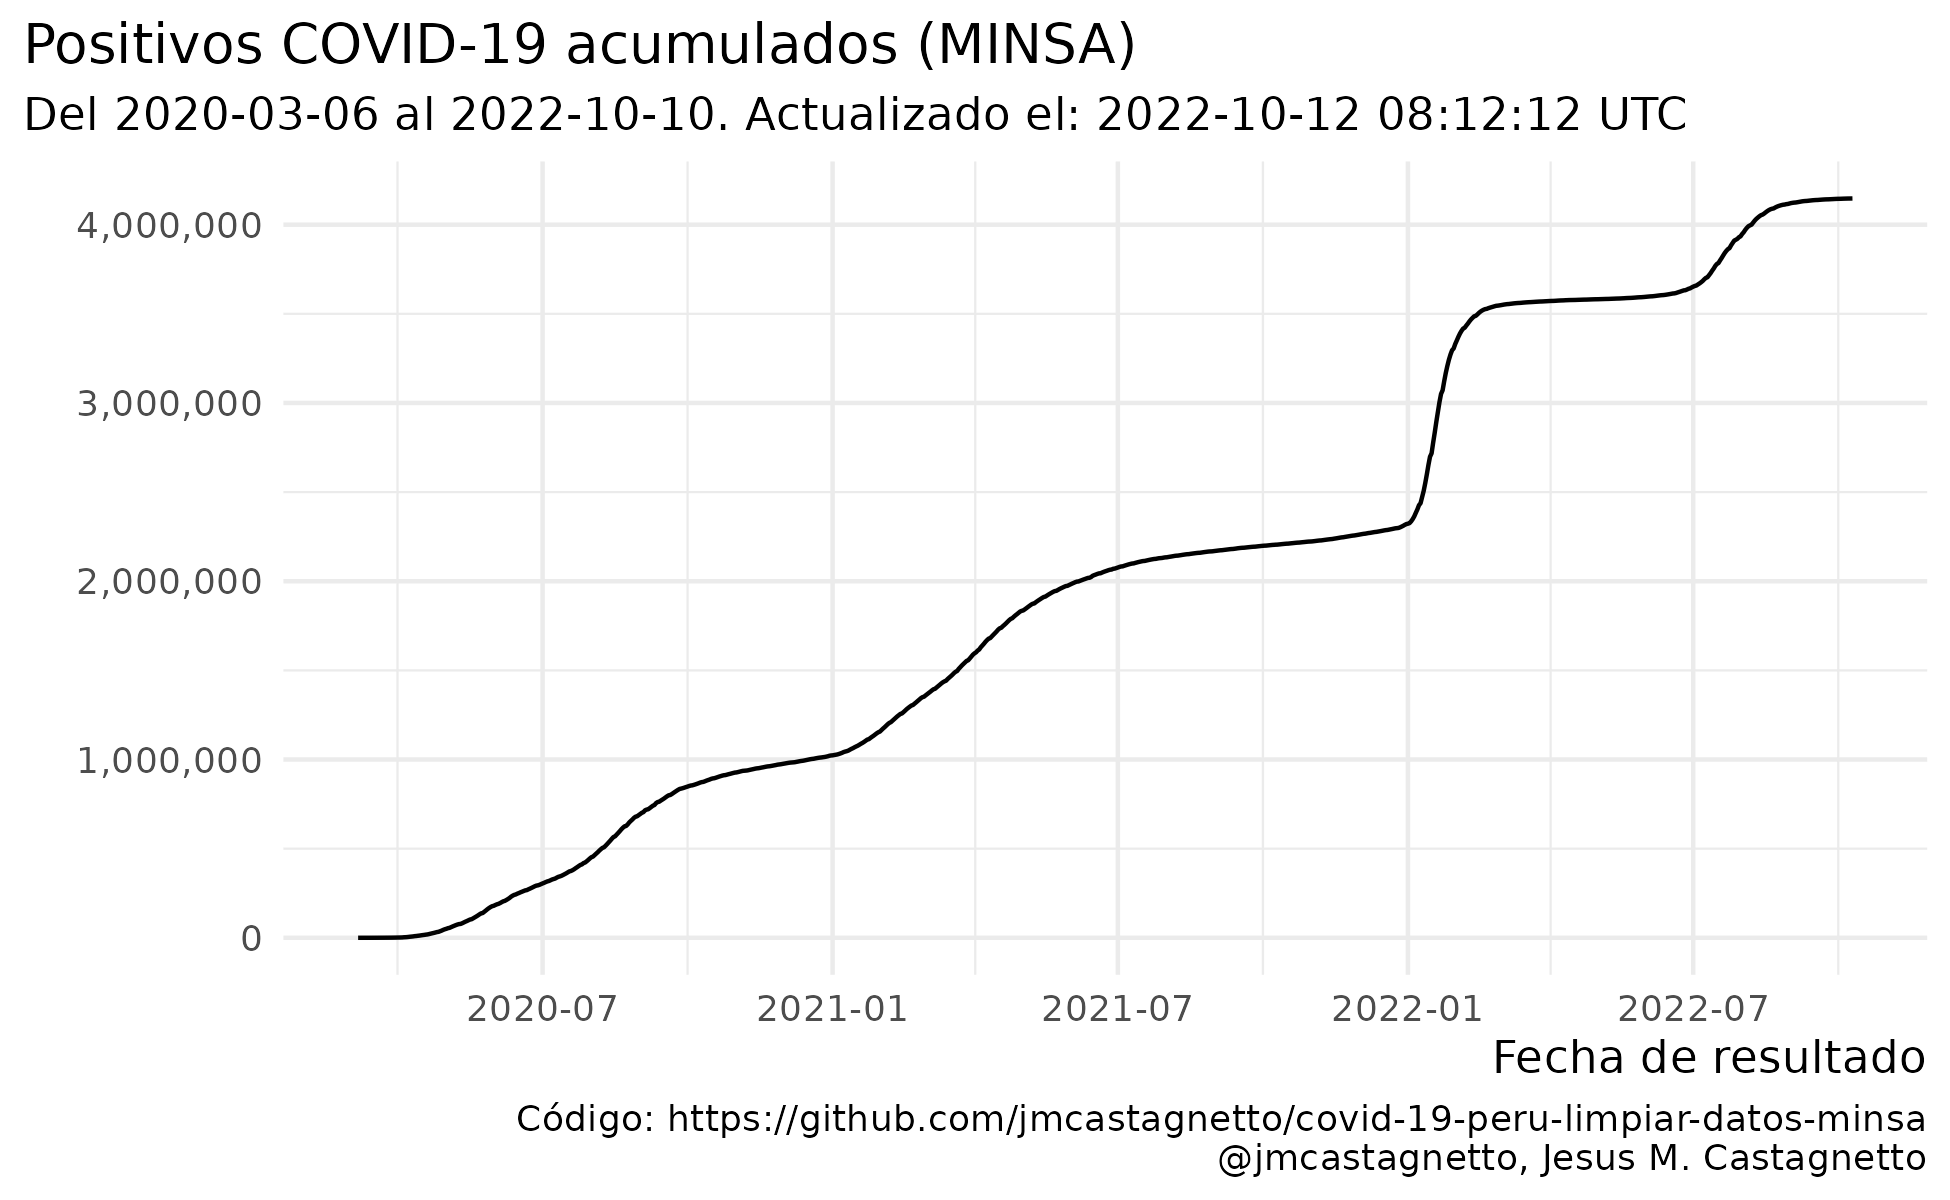 Positivos COVID-19 acumulados (MINSA)
Del 2020-03-06 al 2022-10-10. Actualizado el: 2022-10-12 08:12:12 UTC
4,000,000
3,000,000
2,000,000
1,000,000
0
2020-07 2021-01 2021-07 2022-01 2022-07
Fecha de resultado
Código: https://github.com/jmcastagnetto/covid-19-peru-limpiar-datos-minsa
@jmcastagnetto, Jesus M. Castagnetto